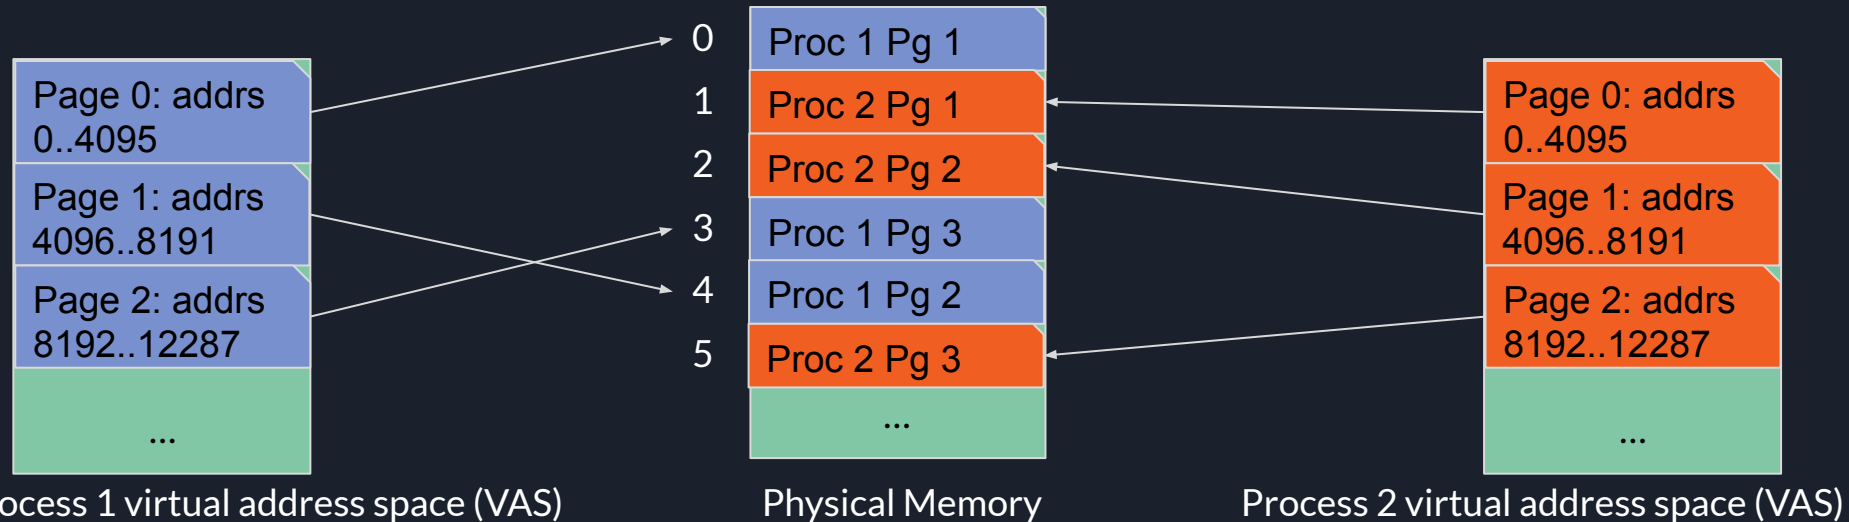 Page 0: addrs
0..4095
Page 1: addrs
4096..8191
Page 2: addrs
8192..12287
...
ocess 1 virtual address space (VAS)
0
Proc 1 Pg 1
1
Proc 2 Pg 1
2
Proc 2 Pg 2
3
Proc 1 Pg 3
4
Proc 1 Pg 2
5
Proc 2 Pg 3
...
Physical Memory
Page 0: addrs
0..4095
Page 1: addrs
4096..8191
Page 2: addrs
8192..12287
...
Process 2 virtual address space (VAS)